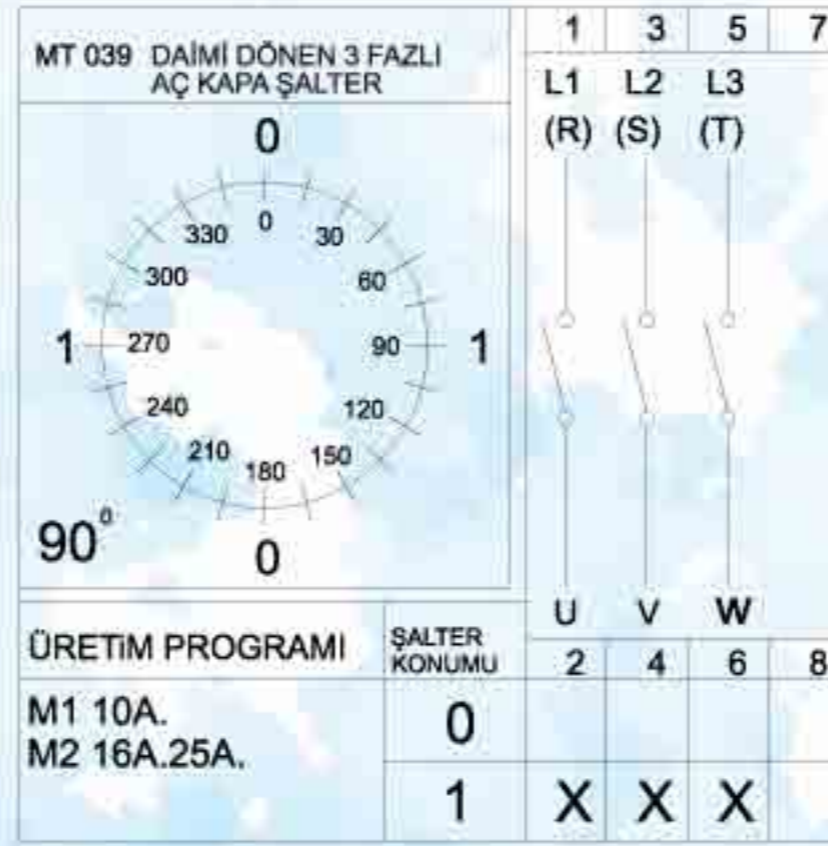 MT 039 DAİMİ DÖNEN 3 FAZLI
AÇ KAPA ŞALTER
0
0
30
60
90
120
150
180
210
240
270
300
330
1
1
0
90°
1 3 5 7
L1 L2 L3
(R) (S) (T)
U V W
2 4 6 8
ÜRETiM PROGRAMI
ŞALTER
KONUMU
M1 10A.
M2 16A.25A.
0
1 X X X